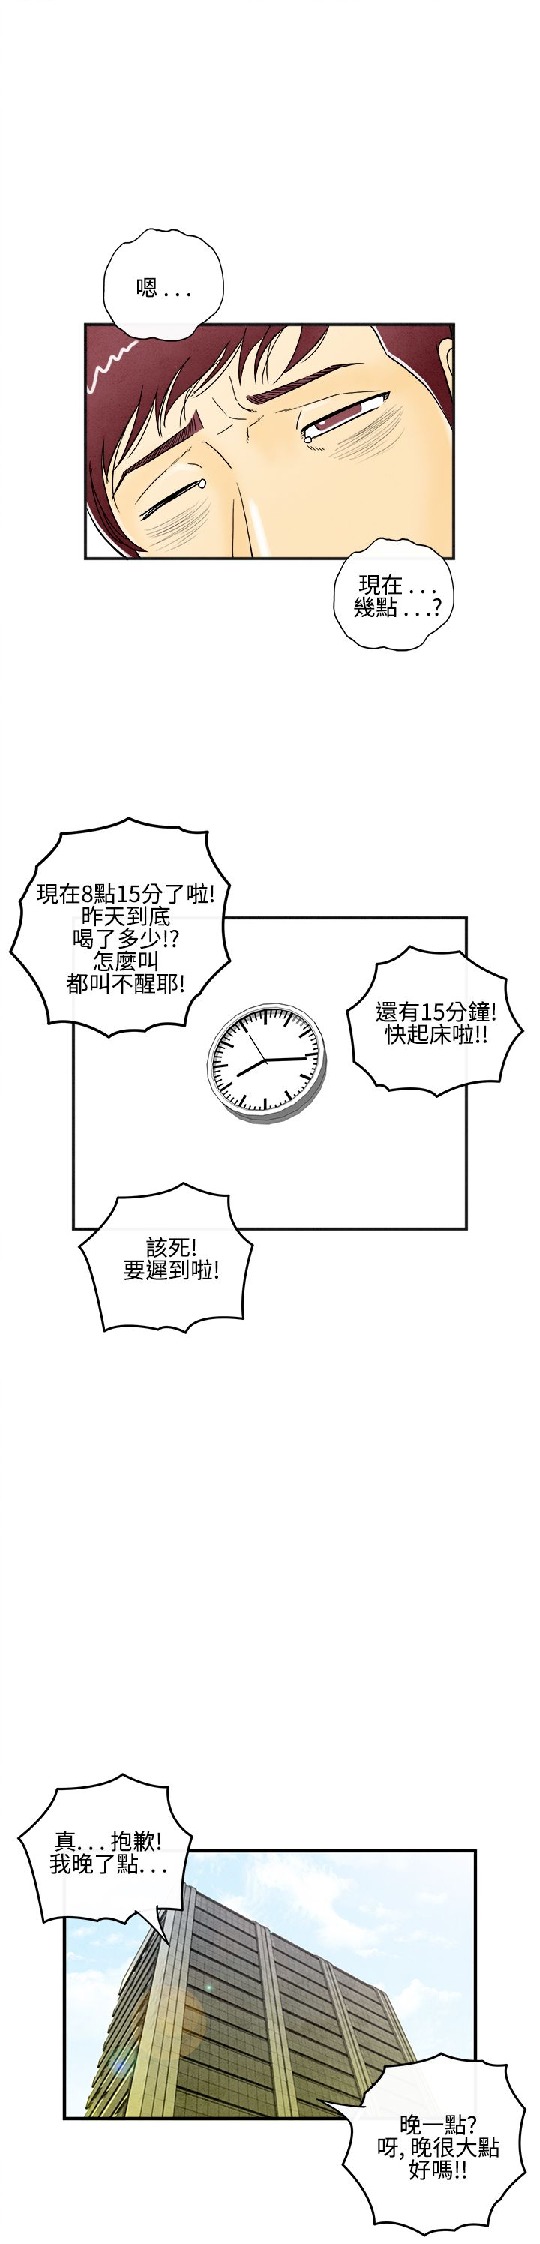 嗯...
現在...
幾點...?
現在8點15分了啦!
昨天到底
喝了多少!?
怎麼叫
都叫不醒耶!
還有15分鐘!
快起床啦!!
該死!
要遲到啦!
真...抱歉!
我晚了點...
晚一點?
呀,晚很大點
好嗎!!